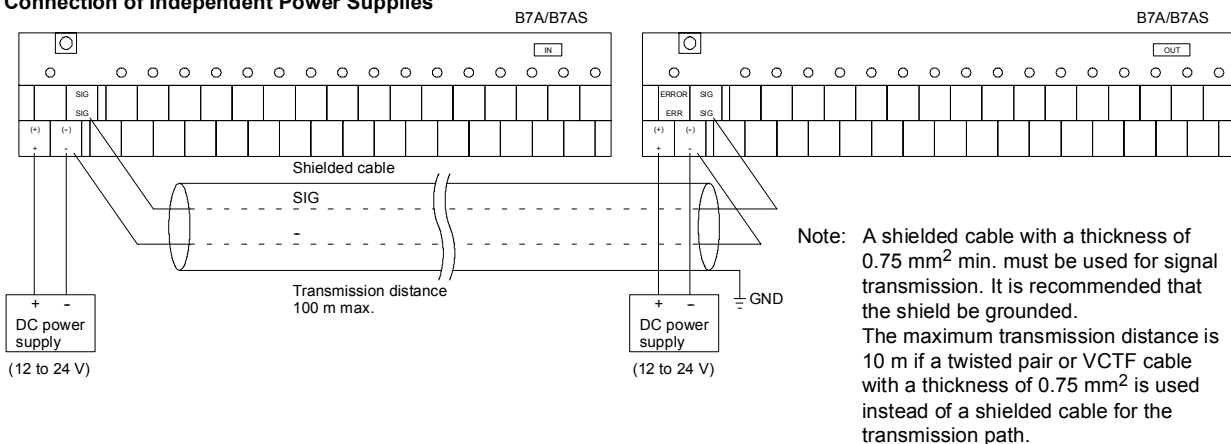 Connection of Independent Power Supplies
B7A/B7AS
IN
SIG
SIG
(+) (-)
+ -
Shielded cable
SIG
-
Transmission distance
100 m max.
+ -
DC power
supply
(12 to 24 V)
B7A/B7AS
OUT
ERROR SIG
ERR SIG
(+) (-)
+ -
GND
+ -
DC power
supply
(12 to 24 V)
Note: A shielded cable with a thickness of
0.75 mm2 min. must be used for signal
transmission. It is recommended that
the shield be grounded.
The maximum transmission distance is
10 m if a twisted pair or VCTF cable
with a thickness of 0.75 mm2 is used
instead of a shielded cable for the
transmission path.